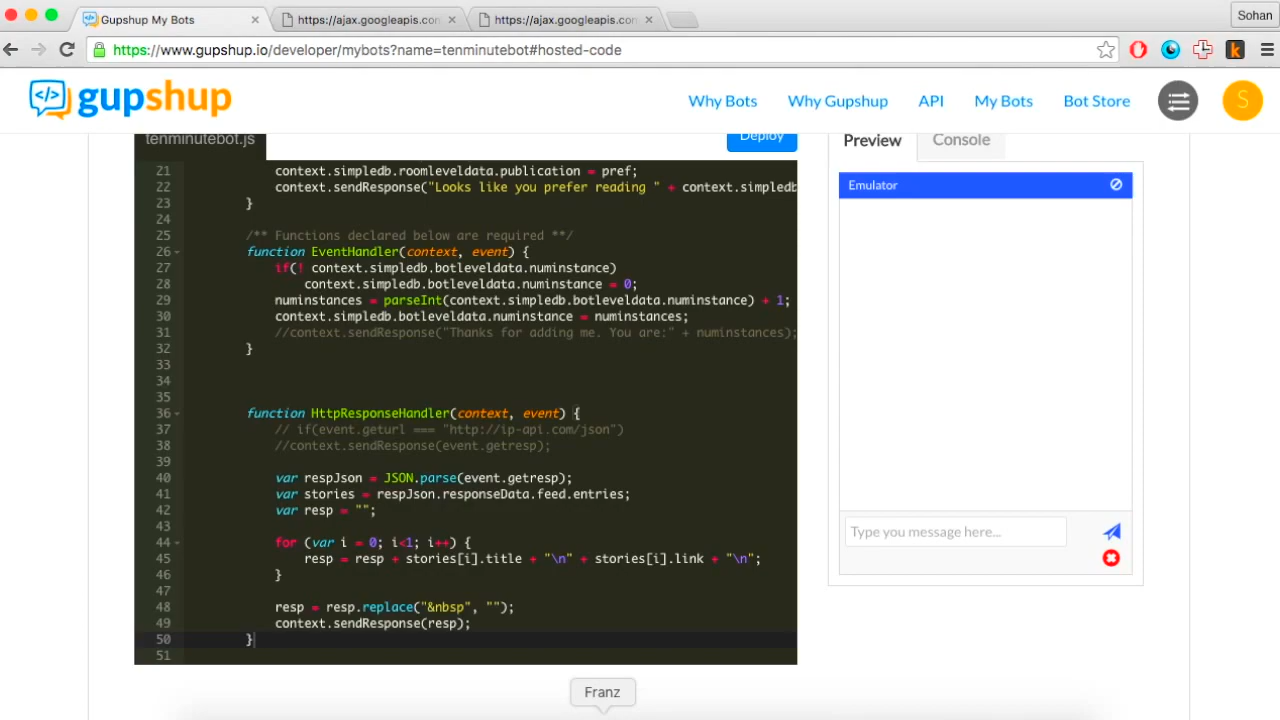 Gupshup My Bots
https://ajax.googleapis.con
https://ajax.googleapis.con
Sohan
https://www.gupshup.io/developer/mybots?name=tenminutebot#hosted-code
k
</>
gupshup
Why Bots
Why Gupshup
API
My Bots
Bot Store
S
tenminutebot.js
Deploy
Preview
Console
21 context.simpledb.roomleveldata.publication = pref;
22 context.sendResponse("Looks like you prefer reading " + context.simpledb
23 }
24
25 /** Functions declared below are required **/
26 function EventHandler(context, event) {
27 if(! context.simpledb.botleveldata.numinstance)
28 context.simpledb.botleveldata.numinstance = 0;
29 numinstances = parseInt(context.simpledb.botleveldata.numinstance) + 1;
30 context.simpledb.botleveldata.numinstance = numinstances;
31 //context.sendResponse("Thanks for adding me. You are:" + numinstances);
32 }
33
34
35
36 function HttpResponseHandler(context, event) {
37 // if(event.geturl === "http://ip-api.com/json")
38 //context.sendResponse(event.getresp);
39
40 var respJson = JSON.parse(event.getresp);
41 var stories = respJson.responseData.feed.entries;
42 var resp = "";
43
44 for (var i = 0; i<1; i++) {
45 resp = resp + stories[i].title + "\n" + stories[i].link + "\n";
46 }
47
48 resp = resp.replace("&nbsp", "");
49 context.sendResponse(resp);
50 }
51
Emulator
Type you message here...
Franz